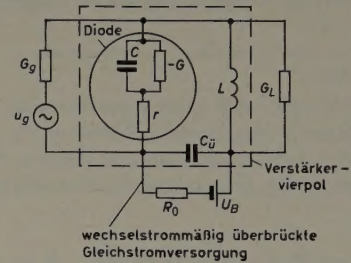 Diode
C
-G
G_g
L
G_L
u_g
r
C_ü
Verstärker-
vierpol
R_0
U_B
wechselstrommäßig überbrückte
Gleichstromversorgung